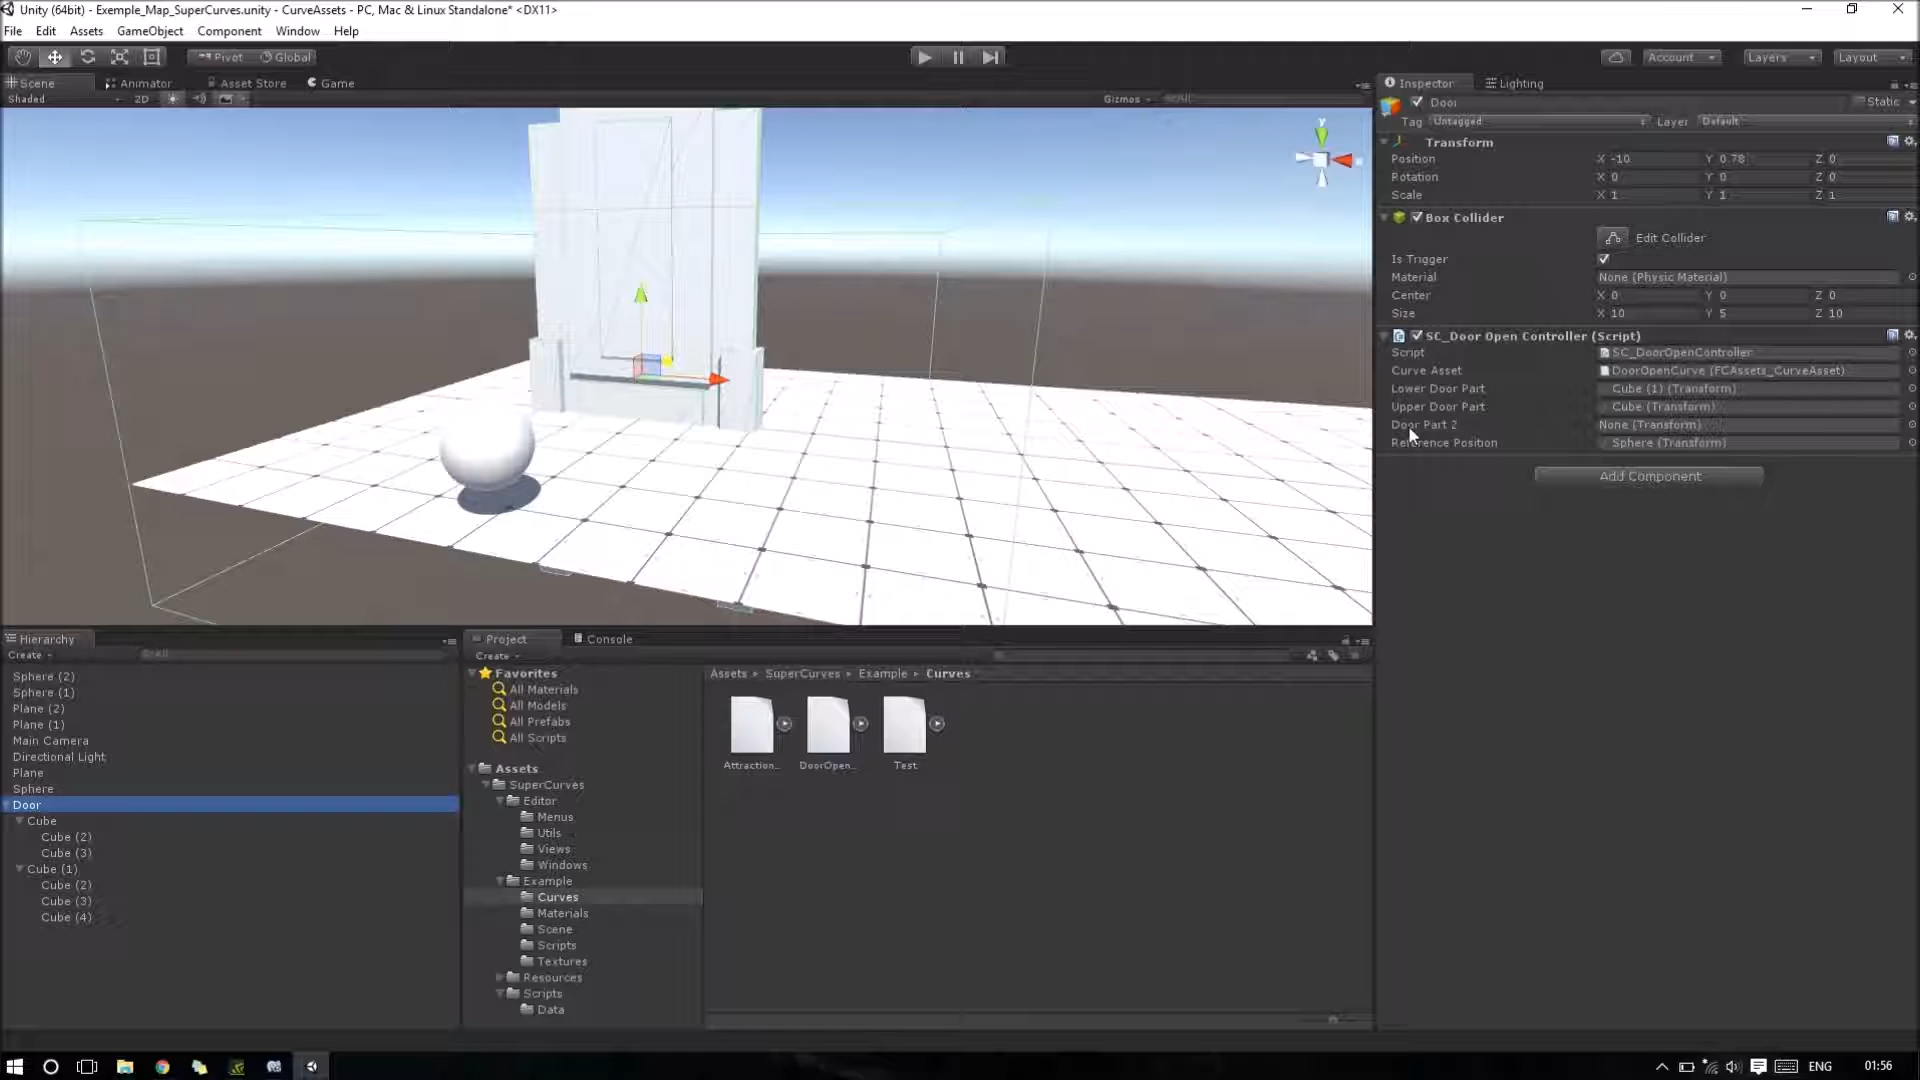 Unity (64bit) - Exemple_Map_SuperCurves.unity - CurveAssets - PC, Mac & Linux Standalone* <DX11>
File Edit Assets GameObject Component Window Help
Pivot Global Account Layers Layout
Scene Animator Asset Store Game
Shaded 2D Gizmos All
Inspector Lighting
Door Static
Tag Untagged Layer Default
Transform
Position X -10 Y 0.78 Z 0
Rotation X 0 Y 0 Z 0
Scale X 1 Y 1 Z 1
Box Collider
Edit Collider
Is Trigger
Material None (Physic Material)
Center X 0 Y 0 Z 0
Size X 10 Y 5 Z 10
SC_Door Open Controller (Script)
Script SC_DoorOpenController
Curve Asset DoorOpenCurve (FCAssets_CurveAsset)
Lower Door Part Cube (1) (Transform)
Upper Door Part Cube (Transform)
Door Part 2 None (Transform)
Reference Position Sphere (Transform)
Add Component
y
Hierarchy
Create All
Sphere (2)
Sphere (1)
Plane (2)
Plane (1)
Main Camera
Directional Light
Plane
Sphere
Door
Cube
Cube (2)
Cube (3)
Cube (1)
Cube (2)
Cube (3)
Cube (4)
Project Console
Create
Favorites
All Materials
All Models
All Prefabs
All Scripts
Assets
SuperCurves
Editor
Menus
Utils
Views
Windows
Example
Curves
Materials
Scene
Scripts
Textures
Resources
Scripts
Data
Assets SuperCurves Example Curves
Attraction... DoorOpen... Test
ENG 01:56